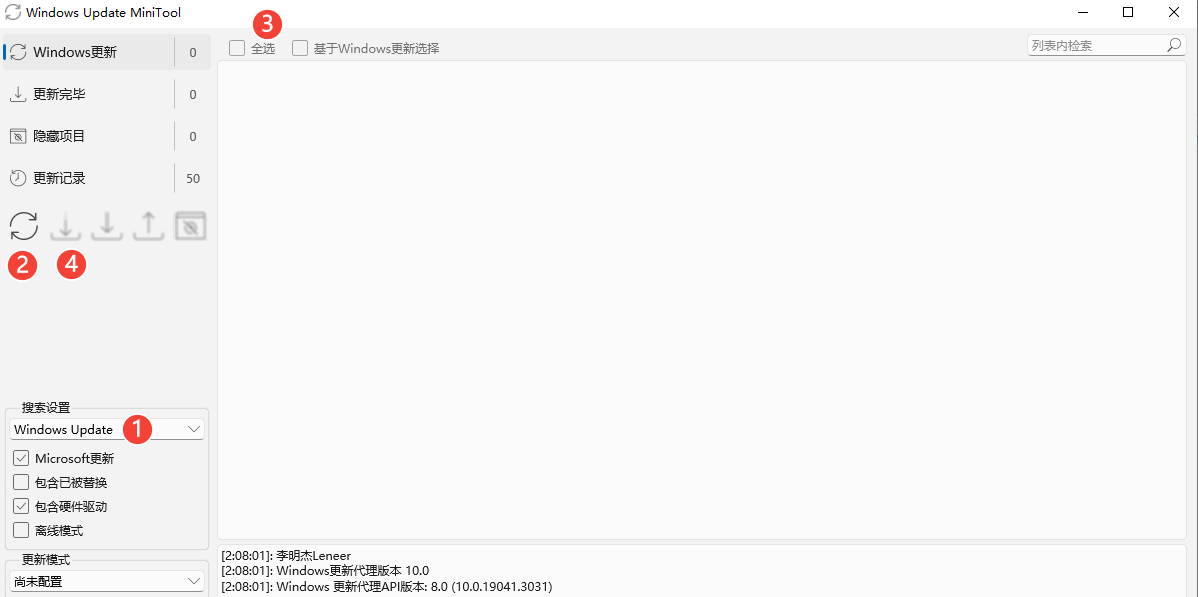 Windows Update MiniTool
3
Windows更新 0
全选 基于Windows更新选择 列表内检索
更新完毕 0
隐藏项目 0
更新记录 50
2 4
搜索设置
Windows Update 1
Microsoft更新
包含已被替换
包含硬件驱动
离线模式
更新模式
尚未配置
[2:08:01]: 李明杰Leneer
[2:08:01]: Windows更新代理版本 10.0
[2:08:01]: Windows 更新代理API版本: 8.0 (10.0.19041.3031)